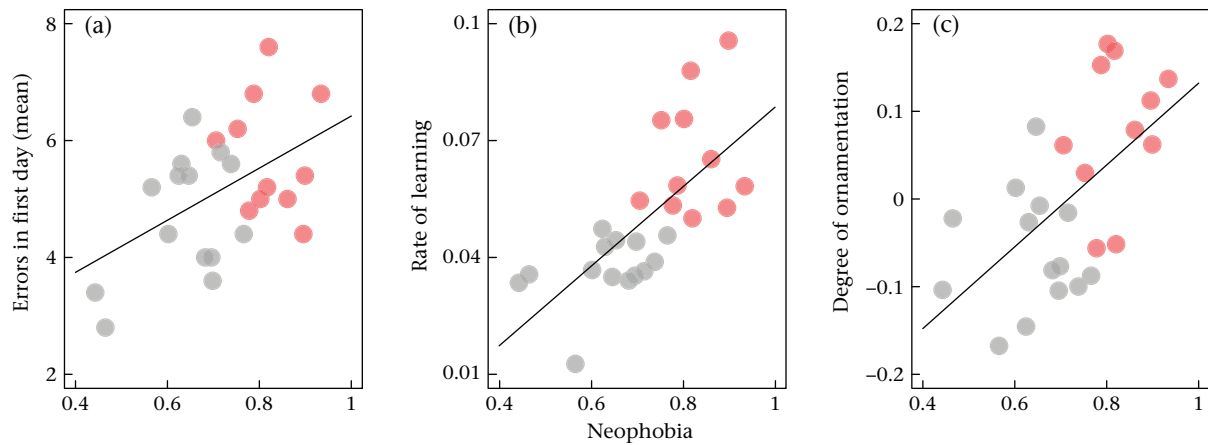 (a)
8
6
4
2
Errors in first day (mean)
0.4 0.6 0.8 1
(b)
0.1
0.07
0.04
0.01
Rate of learning
0.4 0.6 0.8 1
Neophobia
(c)
0.2
0.1
0
−0.1
−0.2
Degree of ornamentation
0.4 0.6 0.8 1